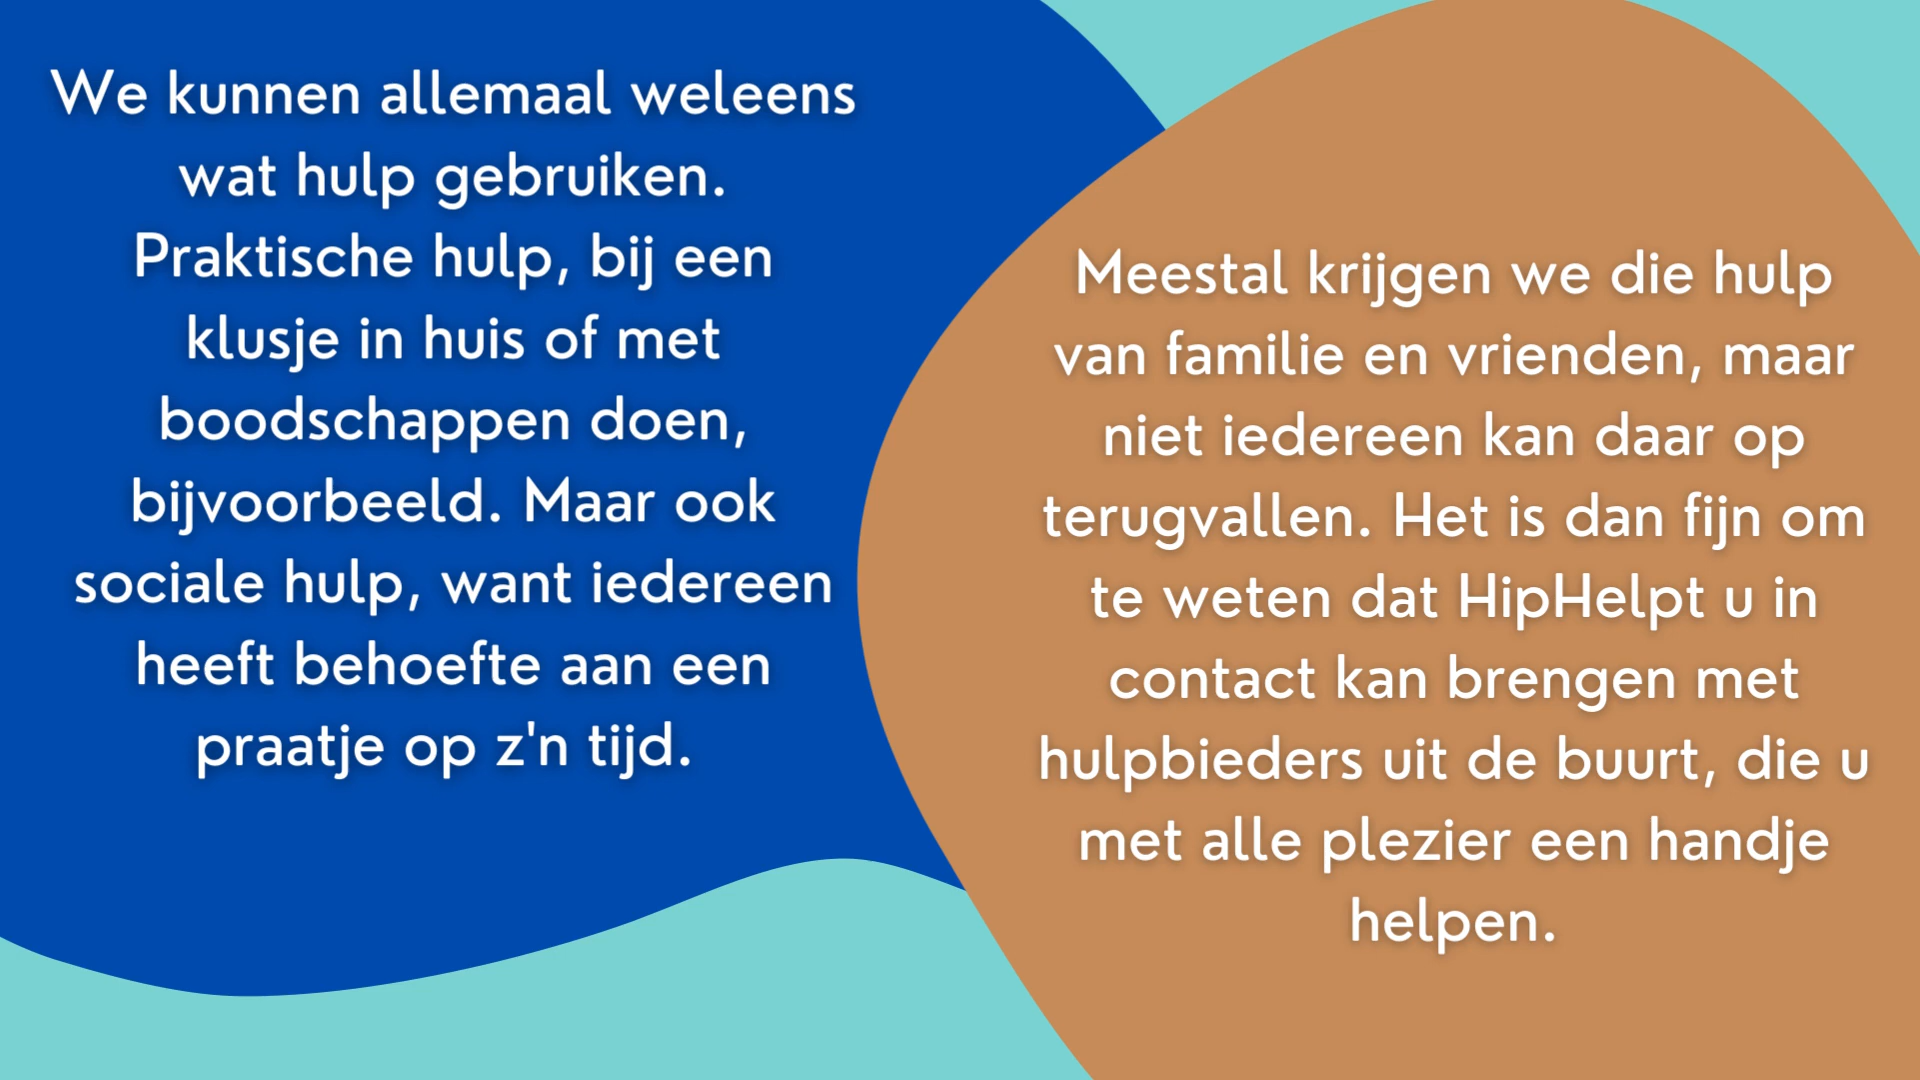 We kunnen allemaal weleens
wat hulp gebruiken.
Praktische hulp, bij een
klusje in huis of met
boodschappen doen,
bijvoorbeeld. Maar ook
sociale hulp, want iedereen
heeft behoefte aan een
praatje op z'n tijd.
Meestal krijgen we die hulp
van familie en vrienden, maar
niet iedereen kan daar op
terugvallen. Het is dan fijn om
te weten dat HipHelpt u in
contact kan brengen met
hulpbieders uit de buurt, die u
met alle plezier een handje
helpen.